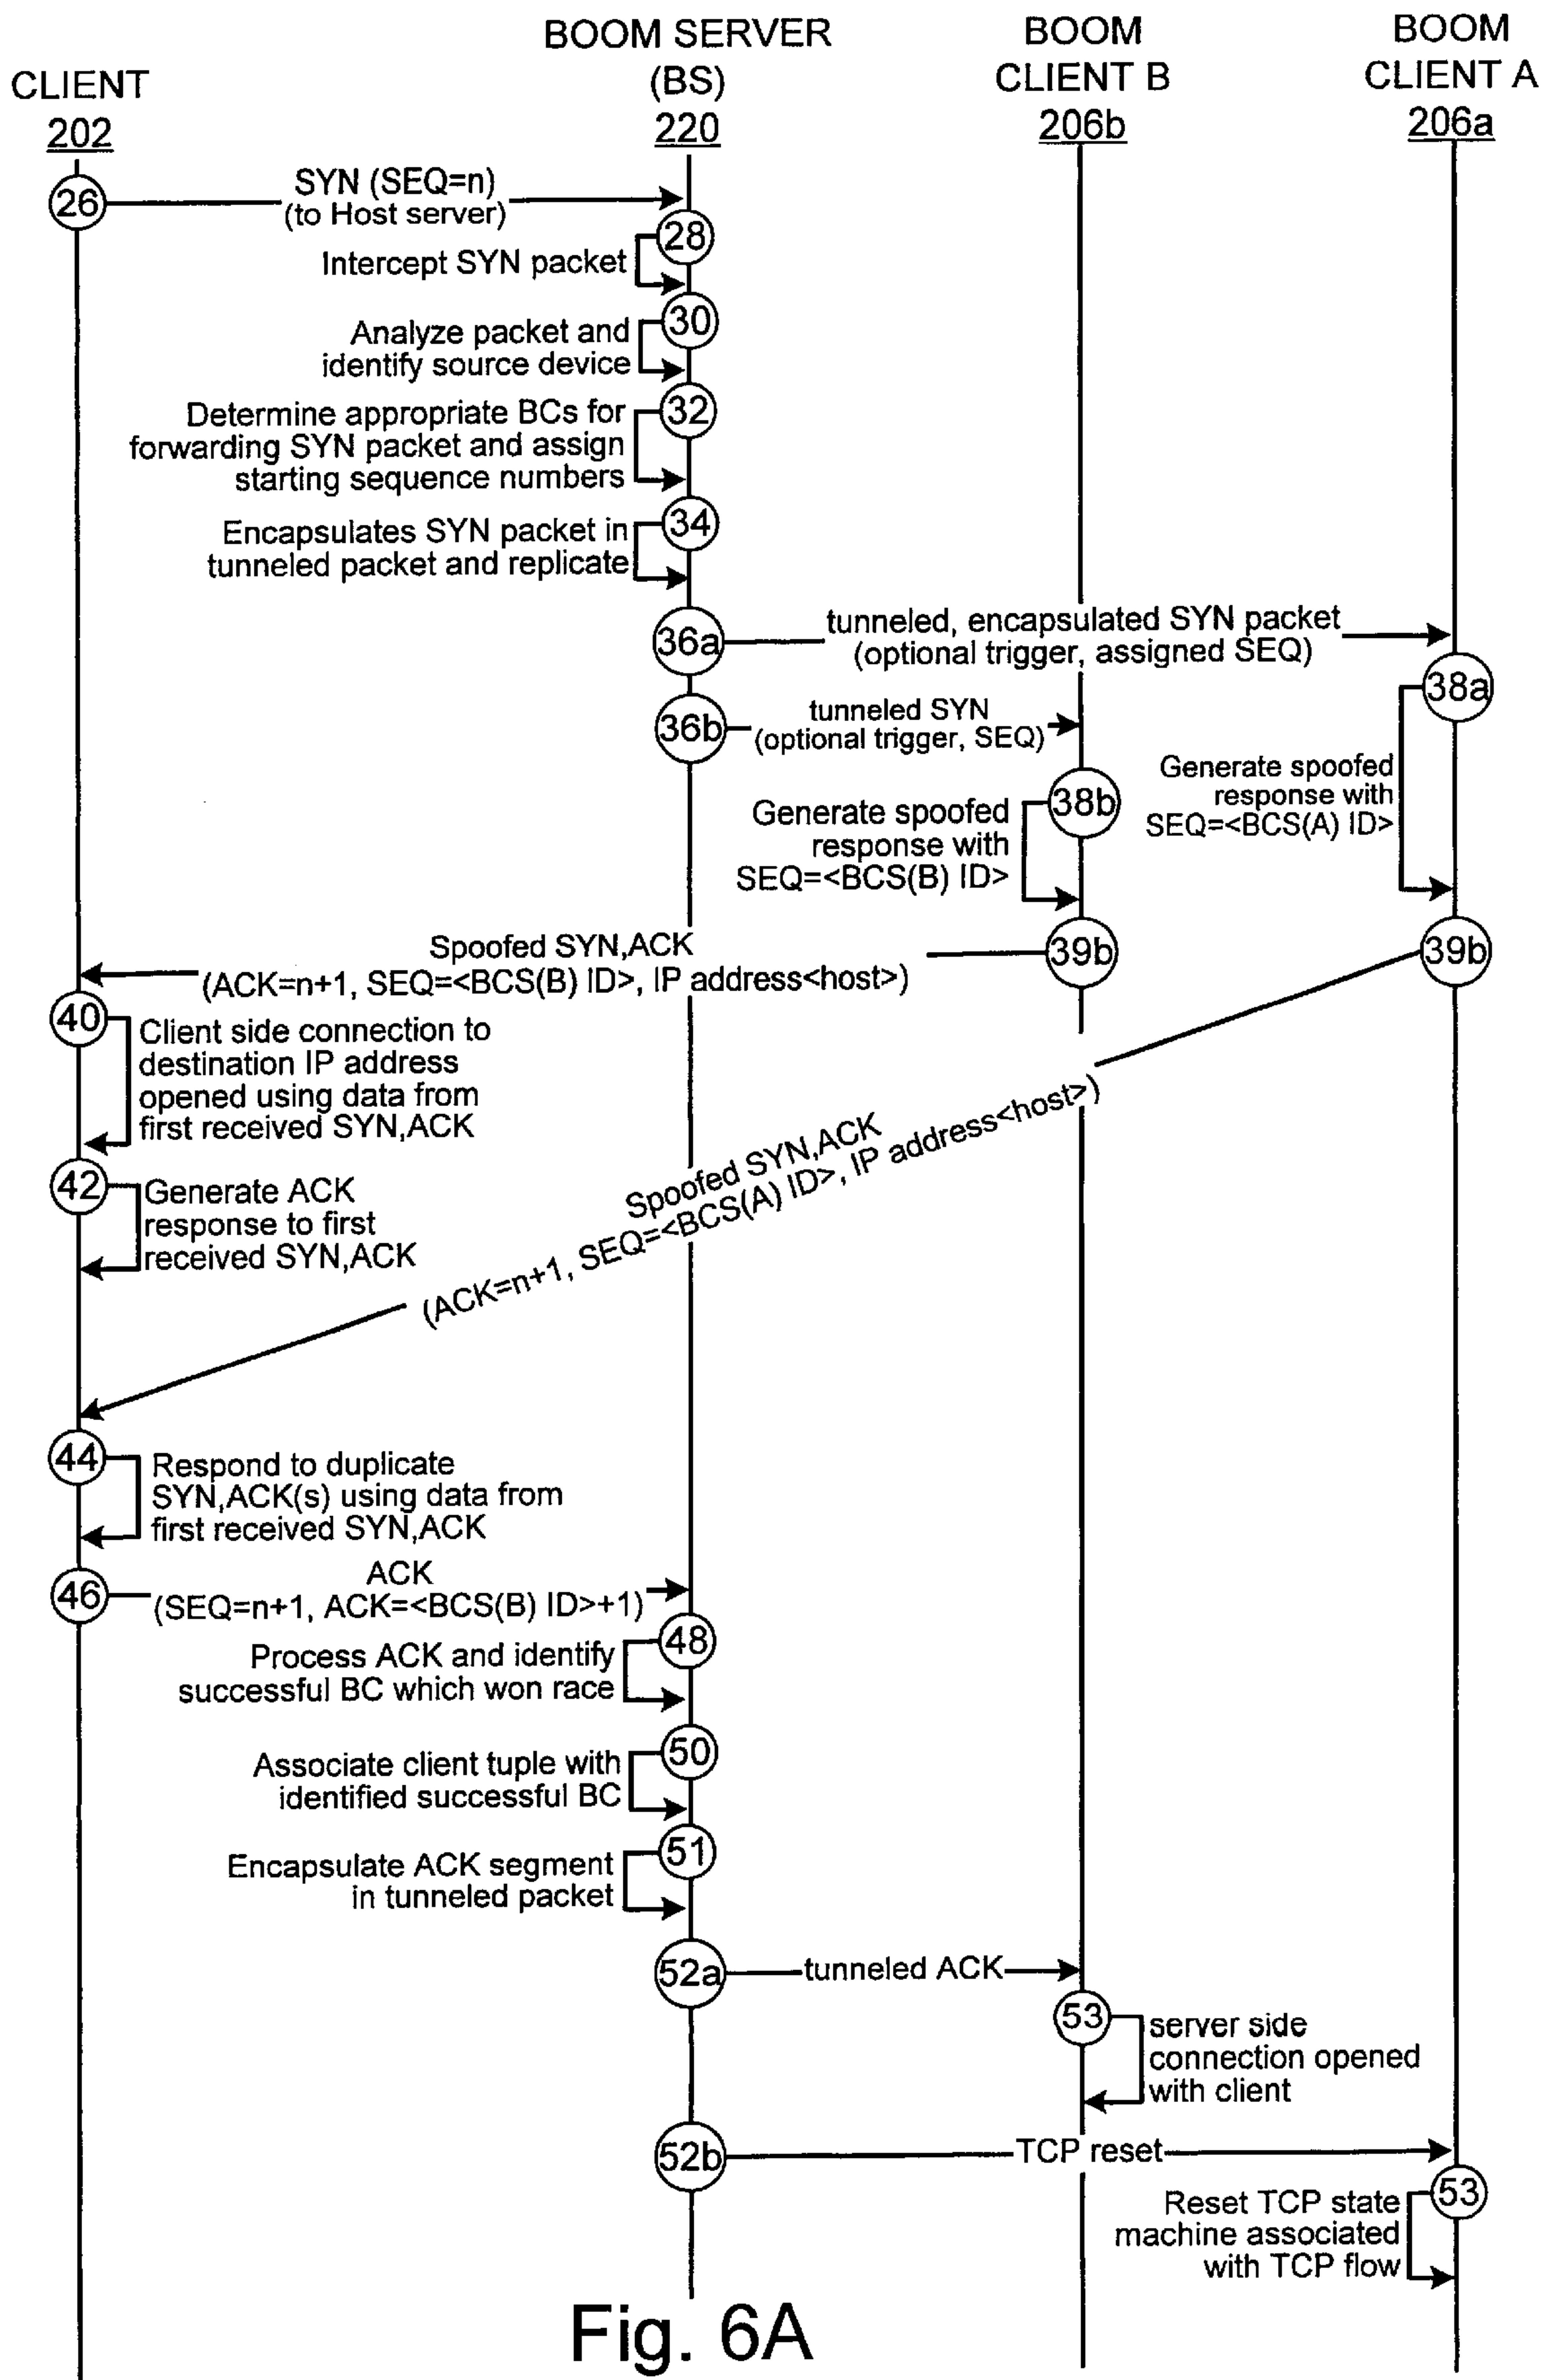 CLIENT
202
BOOM SERVER
(BS)
220
BOOM
CLIENT B
206b
BOOM
CLIENT A
206a
26
SYN (SEQ=n)
(to Host server)
28
Intercept SYN packet
30
Analyze packet and
identify source device
32
Determine appropriate BCs for
forwarding SYN packet and assign
starting sequence numbers
34
Encapsulates SYN packet in
tunneled packet and replicate
36a
tunneled, encapsulated SYN packet
(optional trigger, assigned SEQ)
38a
36b
tunneled SYN
(optional trigger, SEQ)
Generate spoofed
response with
SEQ=<BCS(A) ID>
38b
Generate spoofed
response with
SEQ=<BCS(B) ID>
39b
39b
Spoofed SYN,ACK
(ACK=n+1, SEQ=<BCS(B) ID>, IP address<host>)
40
Client side connection to
destination IP address
opened using data from
first received SYN,ACK
Spoofed SYN,ACK
(ACK=n+1, SEQ=<BCS(A) ID>, IP address<host>)
42
Generate ACK
response to first
received SYN,ACK
44
Respond to duplicate
SYN,ACK(s) using data from
first received SYN,ACK
46
ACK
(SEQ=n+1, ACK=<BCS(B) ID>+1)
48
Process ACK and identify
successful BC which won race
50
Associate client tuple with
identified successful BC
51
Encapsulate ACK segment
in tunneled packet
52a
tunneled ACK
53
server side
connection opened
with client
52b
TCP reset
53
Reset TCP state
machine associated
with TCP flow
Fig. 6A